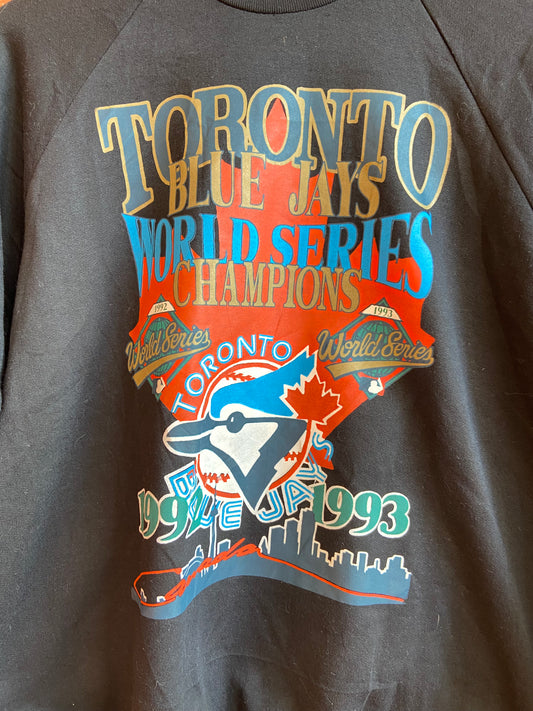 TORONTO
BLUE JAYS
WORLD SERIES
CHAMPIONS
1992
World Series
1993
World Series
TORONTO
BLUE JAYS
1992
1993